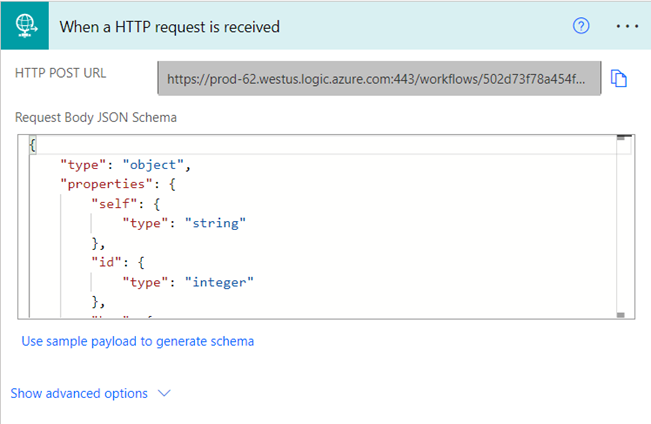 When a HTTP request is received
HTTP POST URL
https://prod-62.westus.logic.azure.com:443/workflows/502d73f78a454f...
Request Body JSON Schema
{
"type": "object",
"properties": {
"self": {
"type": "string"
},
"id": {
"type": "integer"
},
Use sample payload to generate schema
Show advanced options